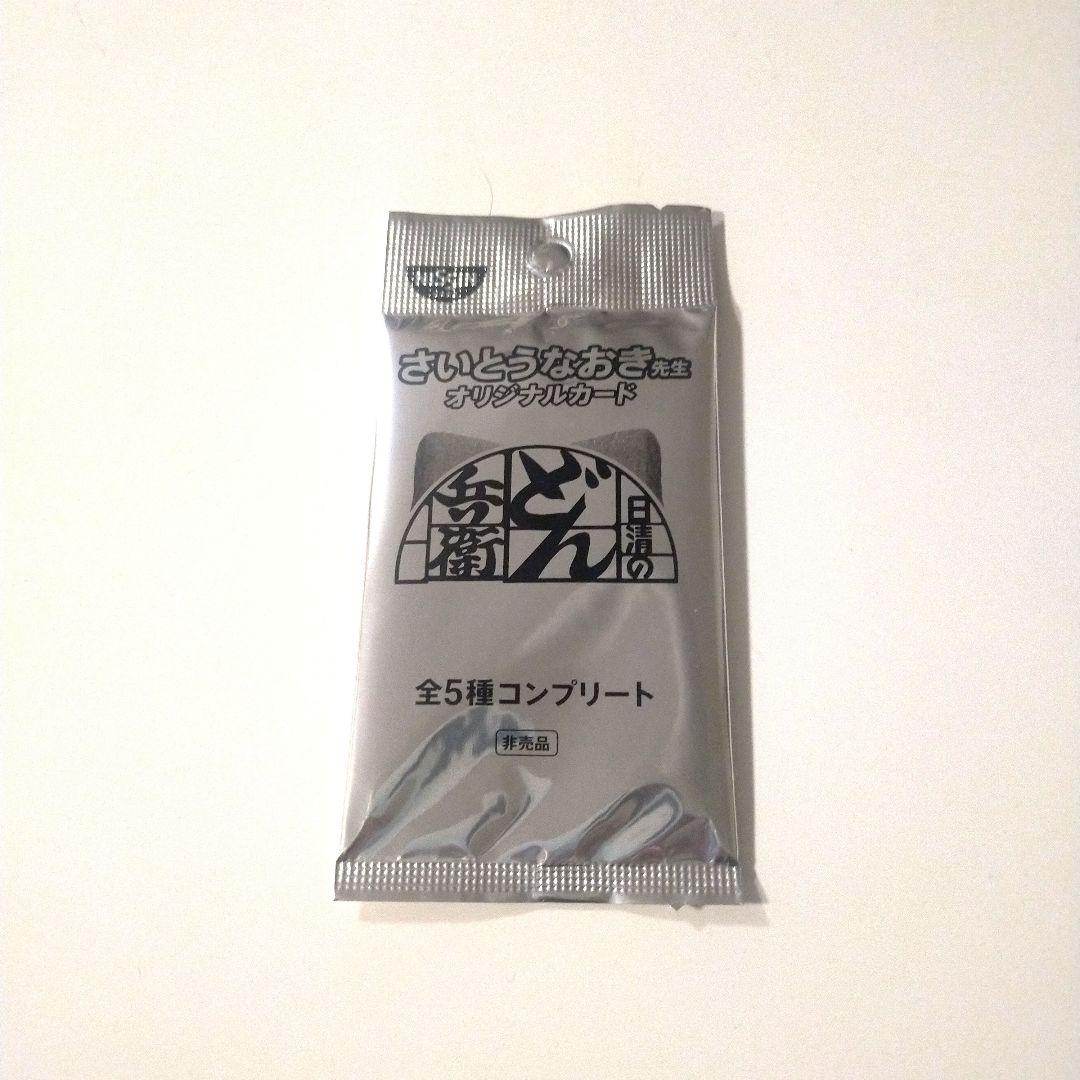 NISSIN
さいとうなおき先生
オリジナルカード
日清の
どん
兵衛
全5種コンプリート
非売品